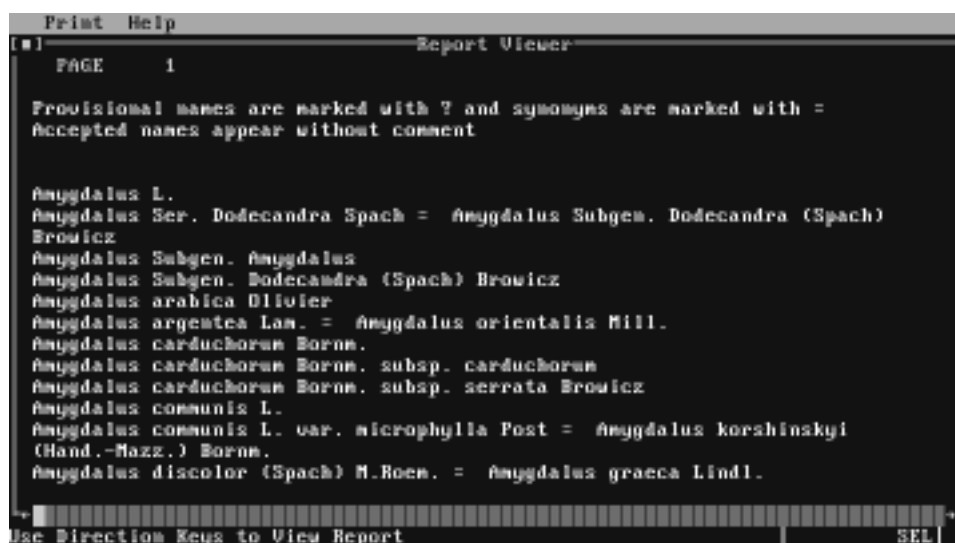 Print Help
Report Viewer
PAGE 1
Provisional names are marked with ? and synonyms are marked with =
Accepted names appear without comment
Amygdalus L.
Amygdalus Ser. Dodecandra Spach = Amygdalus Subgen. Dodecandra (Spach)
Browicz
Amygdalus Subgen. Amygdalus
Amygdalus Subgen. Dodecandra (Spach) Browicz
Amygdalus arabica Olivier
Amygdalus argentea Lam. = Amygdalus orientalis Mill.
Amygdalus carduchorum Bornm.
Amygdalus carduchorum Bornm. subsp. carduchorum
Amygdalus carduchorum Bornm. subsp. serrata Browicz
Amygdalus communis L.
Amygdalus communis L. var. microphylla Post = Amygdalus korshinskyi
(Hand.-Mazz.) Bornm.
Amygdalus discolor (Spach) M.Roem. = Amygdalus graeca Lindl.
Use Direction Keys to View Report SEL